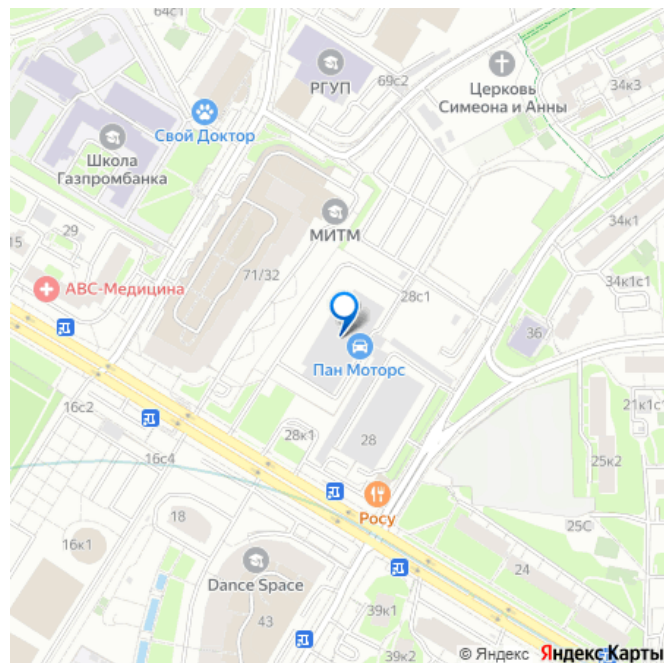 64с1
РГУП
69с2
Церковь
Симеона и Анны
34к3
Свой Доктор
Школа
Газпромбанка
29
15
МИТМ
34к1
71/32
АВС-Медицина
28с1
34к1с1
36
Пан Моторс
16с2
28к1
28
21к1с1
25к2
16с4
Росу
18
25С
16к1
24
Dance Space
43
39к1
39к2
© Яндекс Яндекс Карты